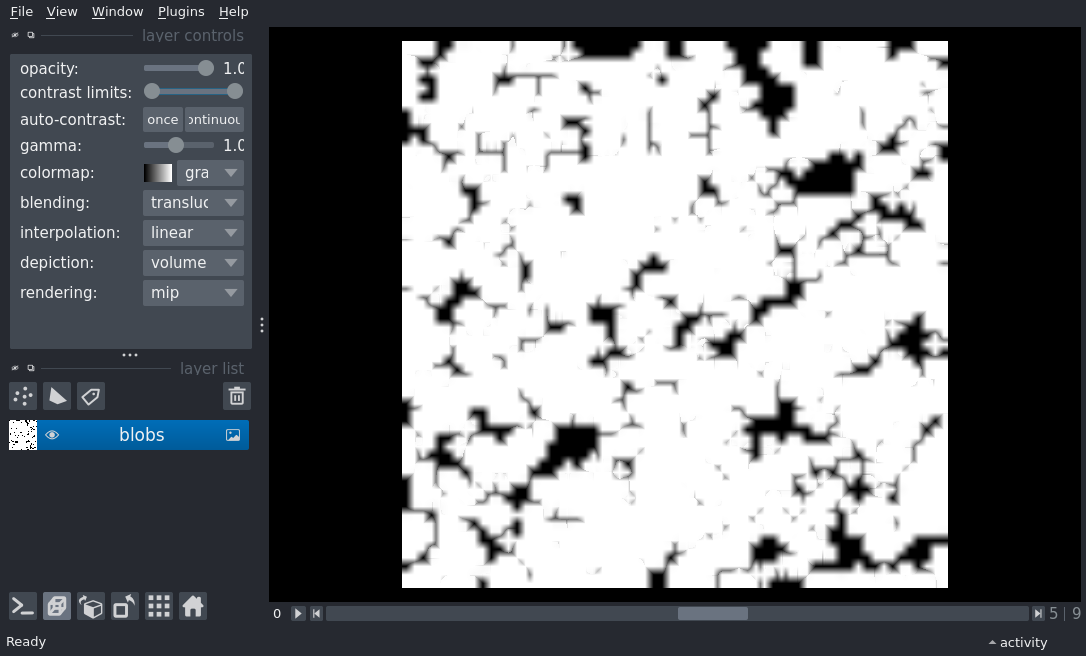 File View Window Plugins Help
layer controls
opacity: 1.0
contrast limits:
auto-contrast: once ontinuou
gamma: 1.0
colormap: gra
blending: transluc
interpolation: linear
depiction: volume
rendering: mip
layer list
blobs
0 5 | 9
Ready activity